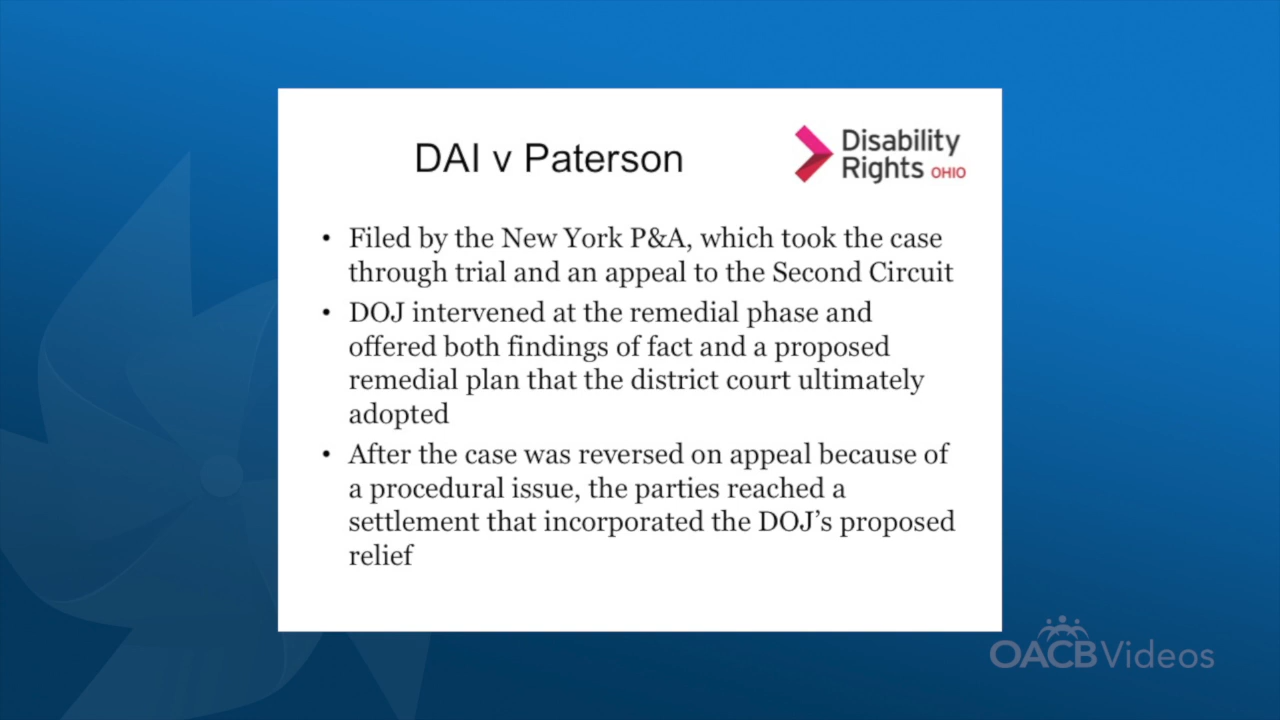 DAI v Paterson
Disability
Rights OHIO
• Filed by the New York P&A, which took the case
through trial and an appeal to the Second Circuit
• DOJ intervened at the remedial phase and
offered both findings of fact and a proposed
remedial plan that the district court ultimately
adopted
• After the case was reversed on appeal because of
a procedural issue, the parties reached a
settlement that incorporated the DOJ’s proposed
relief
OACBVideos